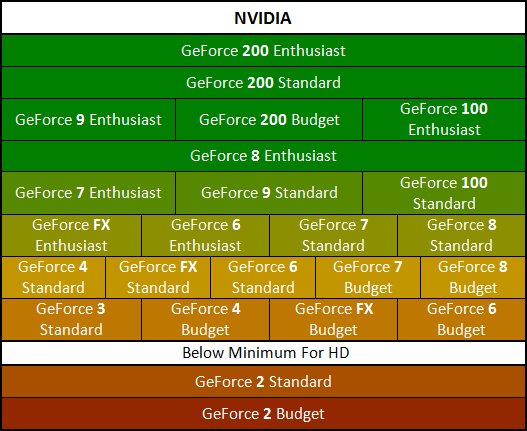 NVIDIA
GeForce 200 Enthusiast
GeForce 200 Standard
GeForce 9 Enthusiast
GeForce 200 Budget
GeForce 100
Enthusiast
GeForce 8 Enthusiast
GeForce 7 Enthusiast
GeForce 9 Standard
GeForce 100
Standard
GeForce FX
Enthusiast
GeForce 6
Enthusiast
GeForce 7
Standard
GeForce 8
Standard
GeForce 4
Standard
GeForce FX
Standard
GeForce 6
Standard
GeForce 7
Budget
GeForce 8
Budget
GeForce 3
Standard
GeForce 4
Budget
GeForce FX
Budget
GeForce 6
Budget
Below Minimum For HD
GeForce 2 Standard
GeForce 2 Budget